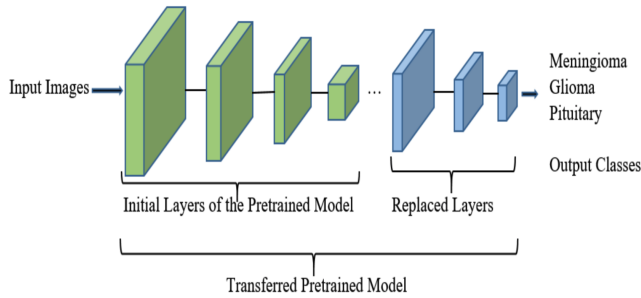 Input Images
...
Meningioma
Glioma
Pituitary
Output Classes
Initial Layers of the Pretrained Model
Replaced Layers
Transferred Pretrained Model